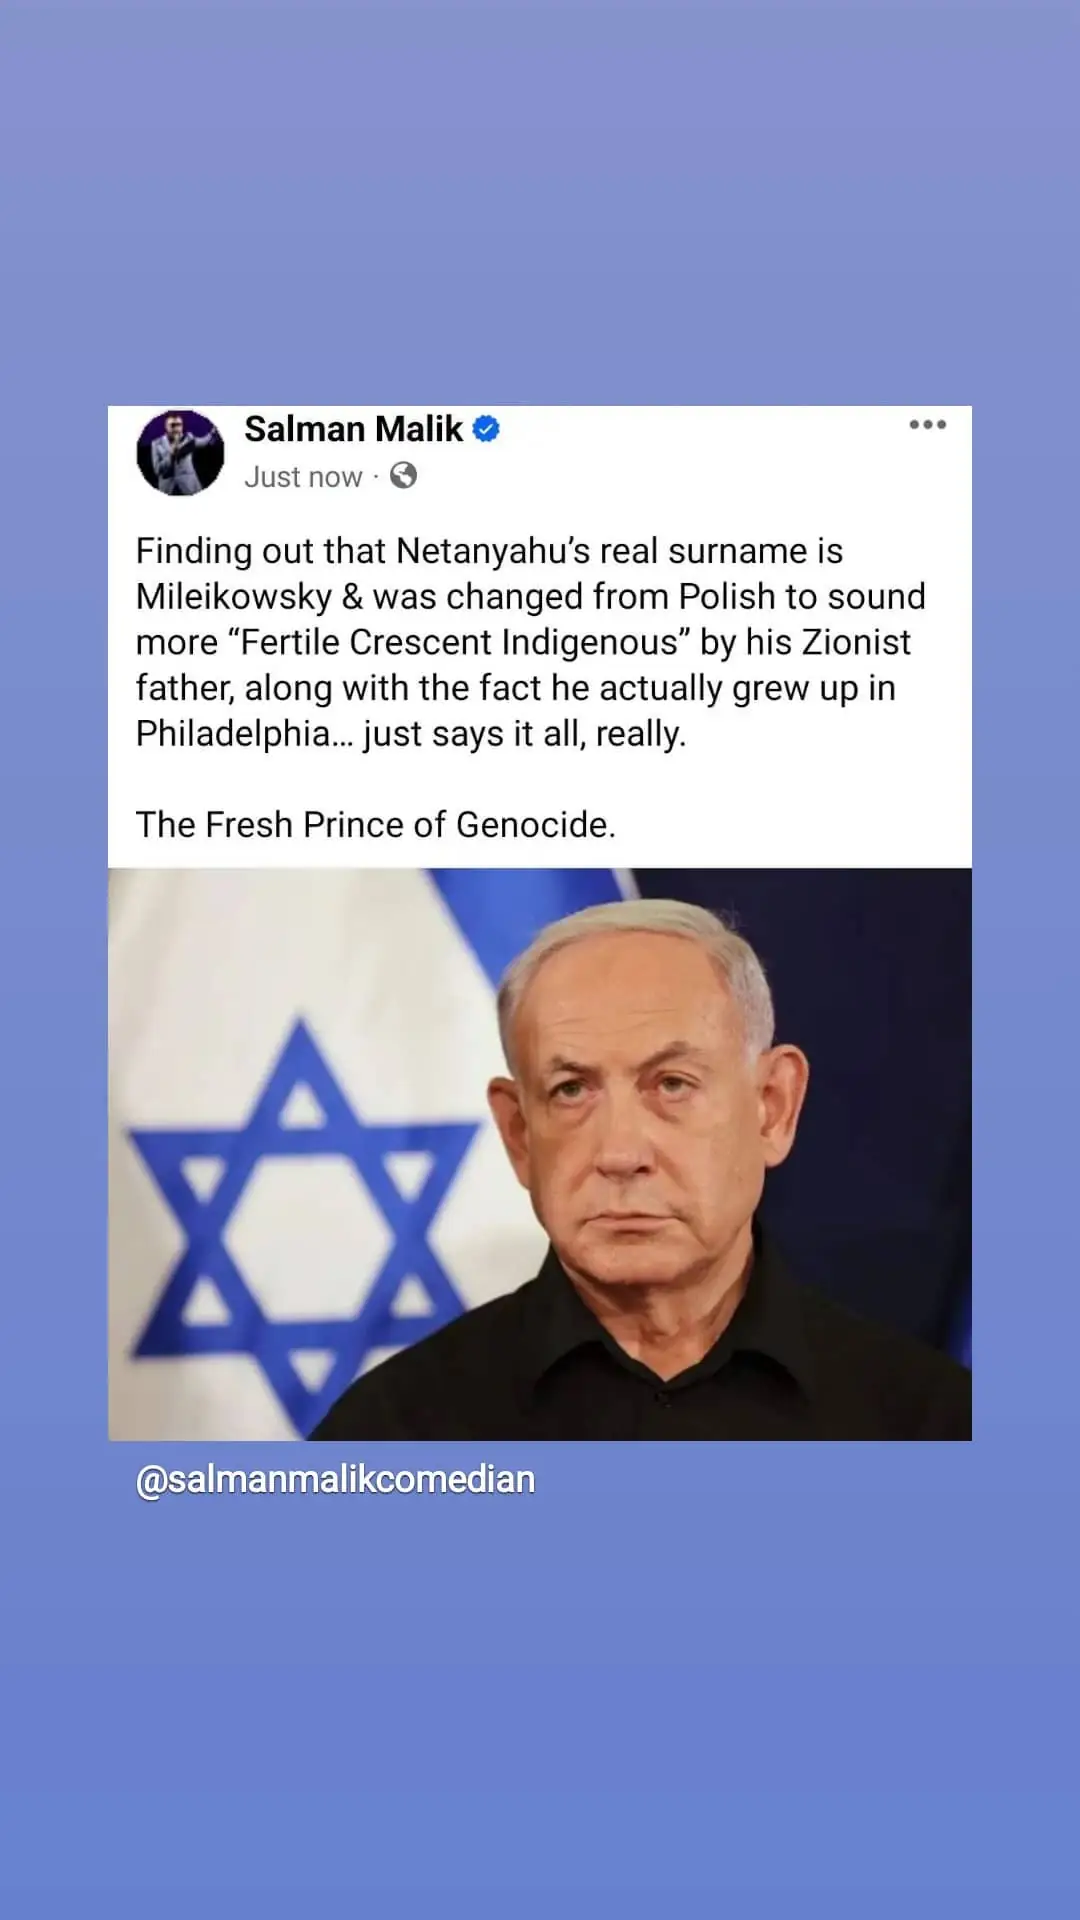 Salman Malik
Just now ·
Finding out that Netanyahu’s real surname is
Mileikowsky & was changed from Polish to sound
more “Fertile Crescent Indigenous” by his Zionist
father, along with the fact he actually grew up in
Philadelphia... just says it all, really.
The Fresh Prince of Genocide.
@salmanmalikcomedian